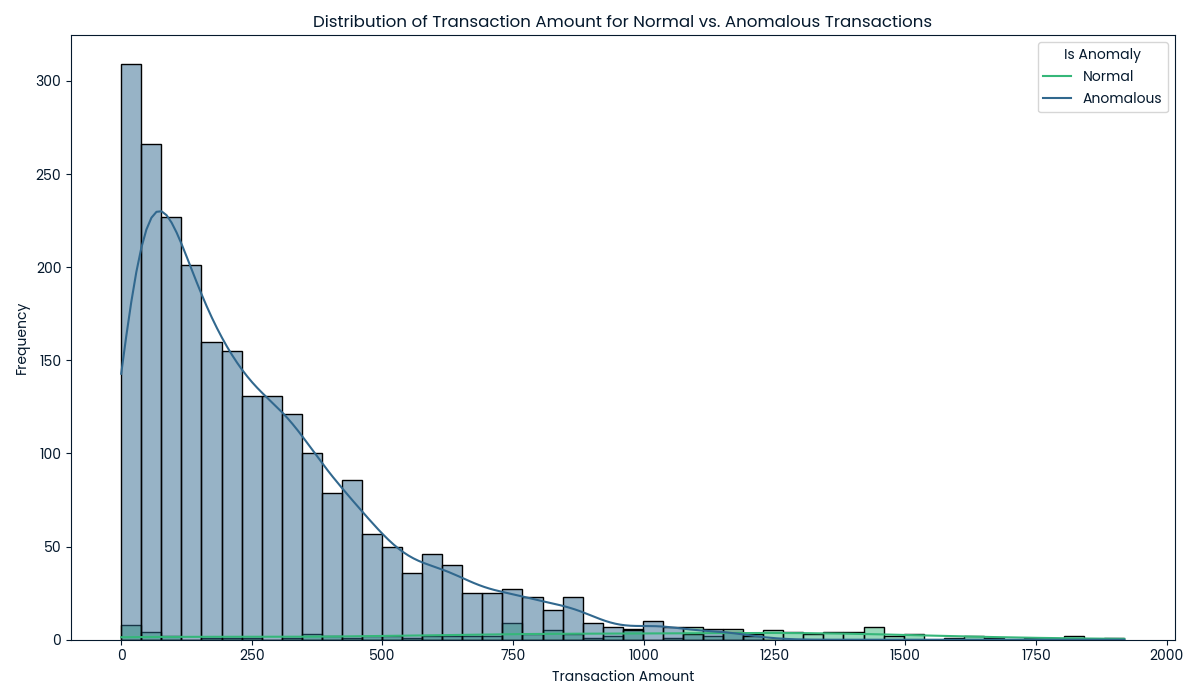 Distribution of Transaction Amount for Normal vs. Anomalous Transactions
Is Anomaly
Normal
Anomalous
300
250
200
150
100
50
0
Frequency
0 250 500 750 1000 1250 1500 1750 2000
Transaction Amount